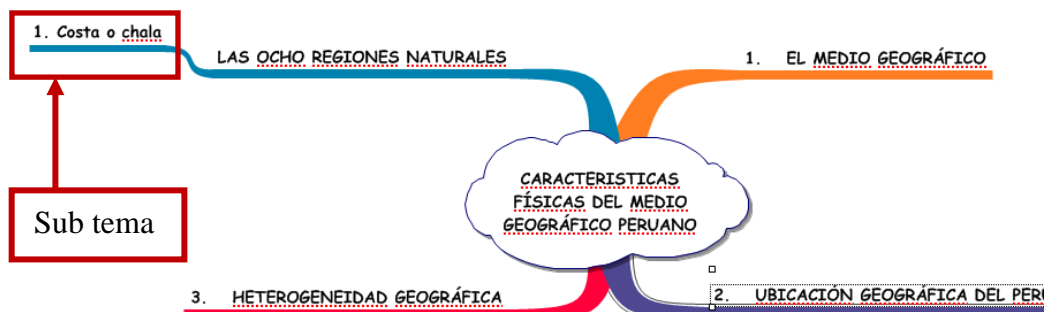 1. Costa o chala
LAS OCHO REGIONES NATURALES
1. EL MEDIO GEOGRÁFICO
CARACTERISTICAS
FÍSICAS DEL MEDIO
GEOGRÁFICO PERUANO
Sub tema
3. HETEROGENEIDAD GEOGRÁFICA
2. UBICACIÓN GEOGRÁFICA DEL